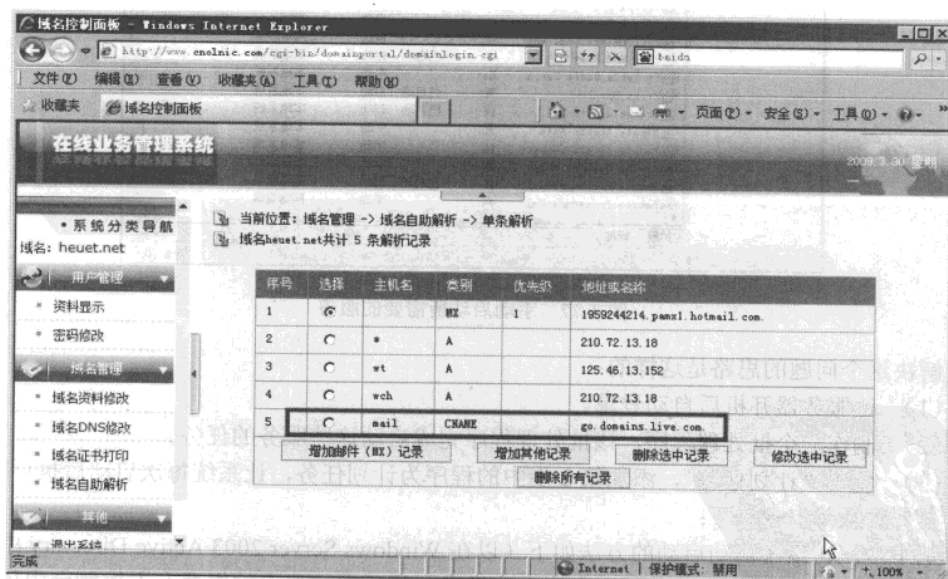 域名控制面板 - Windows Internet Explorer
http://www.enolnic.com/cgi-bin/domainportal/domainlogin.cgi
baidu
文件(F) 编辑(E) 查看(V) 收藏夹(A) 工具(T) 帮助(H)
收藏夹 域名控制面板 页面(P) 安全(S) 工具(O)
在线业务管理系统
• 系统分类导航
域名: heuet.net
用户管理
资料显示
密码修改
域名管理
域名资料修改
域名DNS修改
域名证书打印
域名自助解析
其他
退出系统
当前位置: 域名管理 -> 域名自助解析 -> 单条解析
域名heuet.net共计 5 条解析记录
序号 选择 主机名 类别 优先级 地址或名称
1 MX 1959244214.pamx1.hotmail.com.
2 * A 210.72.13.18
3 wt A 125.46.13.152
4 wch A 210.72.13.18
5 mail CNAME go.domains.live.com.
增加邮件 (MX) 记录 增加其他记录 删除选中记录 修改选中记录
删除所有记录
完成 Internet | 保护模式: 禁用 100%